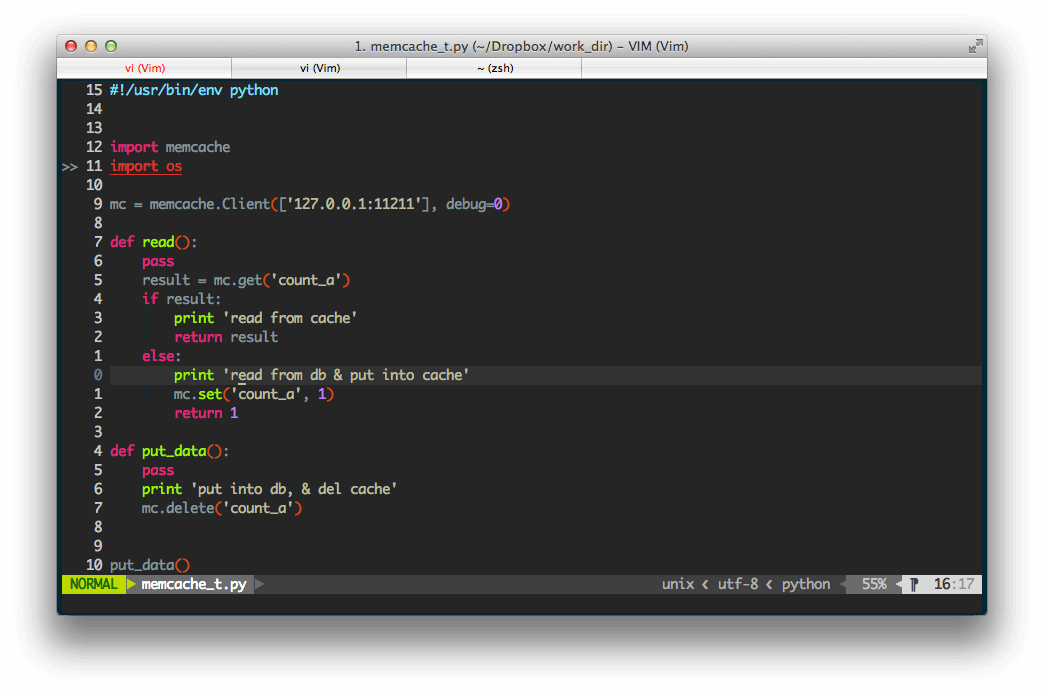 1. memcache_t.py (~/Dropbox/work_dir) – VIM (Vim)
vi (Vim) vi (Vim) ~ (zsh)
15 #!/usr/bin/env python
14
13
12 import memcache
>> 11 import os
10
9 mc = memcache.Client(['127.0.0.1:11211'], debug=0)
8
7 def read():
6     pass
5     result = mc.get('count_a')
4     if result:
3         print 'read from cache'
2         return result
1     else:
0         print 'read from db & put into cache'
1         mc.set('count_a', 1)
2         return 1
3
4 def put_data():
5     pass
6     print 'put into db, & del cache'
7     mc.delete('count_a')
8
9
10 put_data()
NORMAL memcache_t.py unix < utf-8 < python 55% 16:17